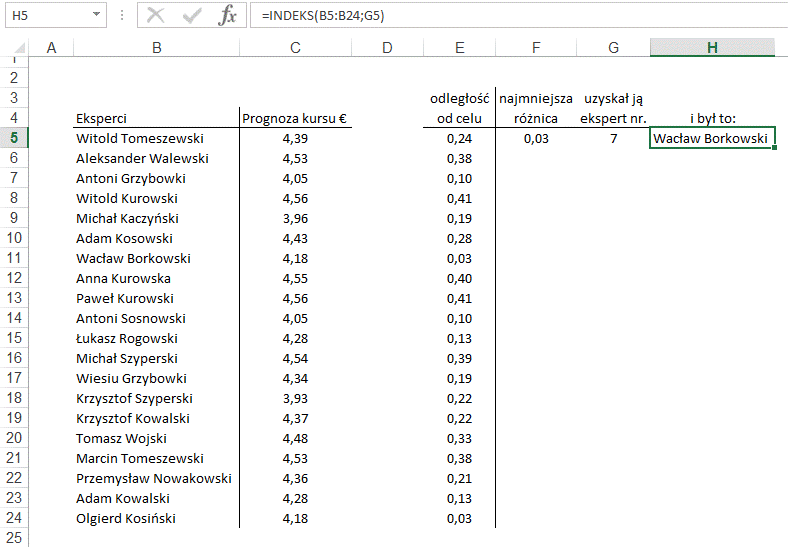 H5 fx =INDEKS(B5:B24;G5)
A B C D E F G H
1
2
3 odległość najmniejsza uzyskał ją
4 Eksperci Prognoza kursu € od celu różnica ekspert nr. i był to:
5 Witold Tomeszewski 4,39 0,24 0,03 7 Wacław Borkowski
6 Aleksander Walewski 4,53 0,38
7 Antoni Grzybowki 4,05 0,10
8 Witold Kurowski 4,56 0,41
9 Michał Kaczyński 3,96 0,19
10 Adam Kosowski 4,43 0,28
11 Wacław Borkowski 4,18 0,03
12 Anna Kurowska 4,55 0,40
13 Paweł Kurowski 4,56 0,41
14 Antoni Sosnowski 4,05 0,10
15 Łukasz Rogowski 4,28 0,13
16 Michał Szyperski 4,54 0,39
17 Wiesiu Grzybowki 4,34 0,19
18 Krzysztof Szyperski 3,93 0,22
19 Krzysztof Kowalski 4,37 0,22
20 Tomasz Wojski 4,48 0,33
21 Marcin Tomeszewski 4,53 0,38
22 Przemysław Nowakowski 4,36 0,21
23 Adam Kowalski 4,28 0,13
24 Olgierd Kosiński 4,18 0,03
25